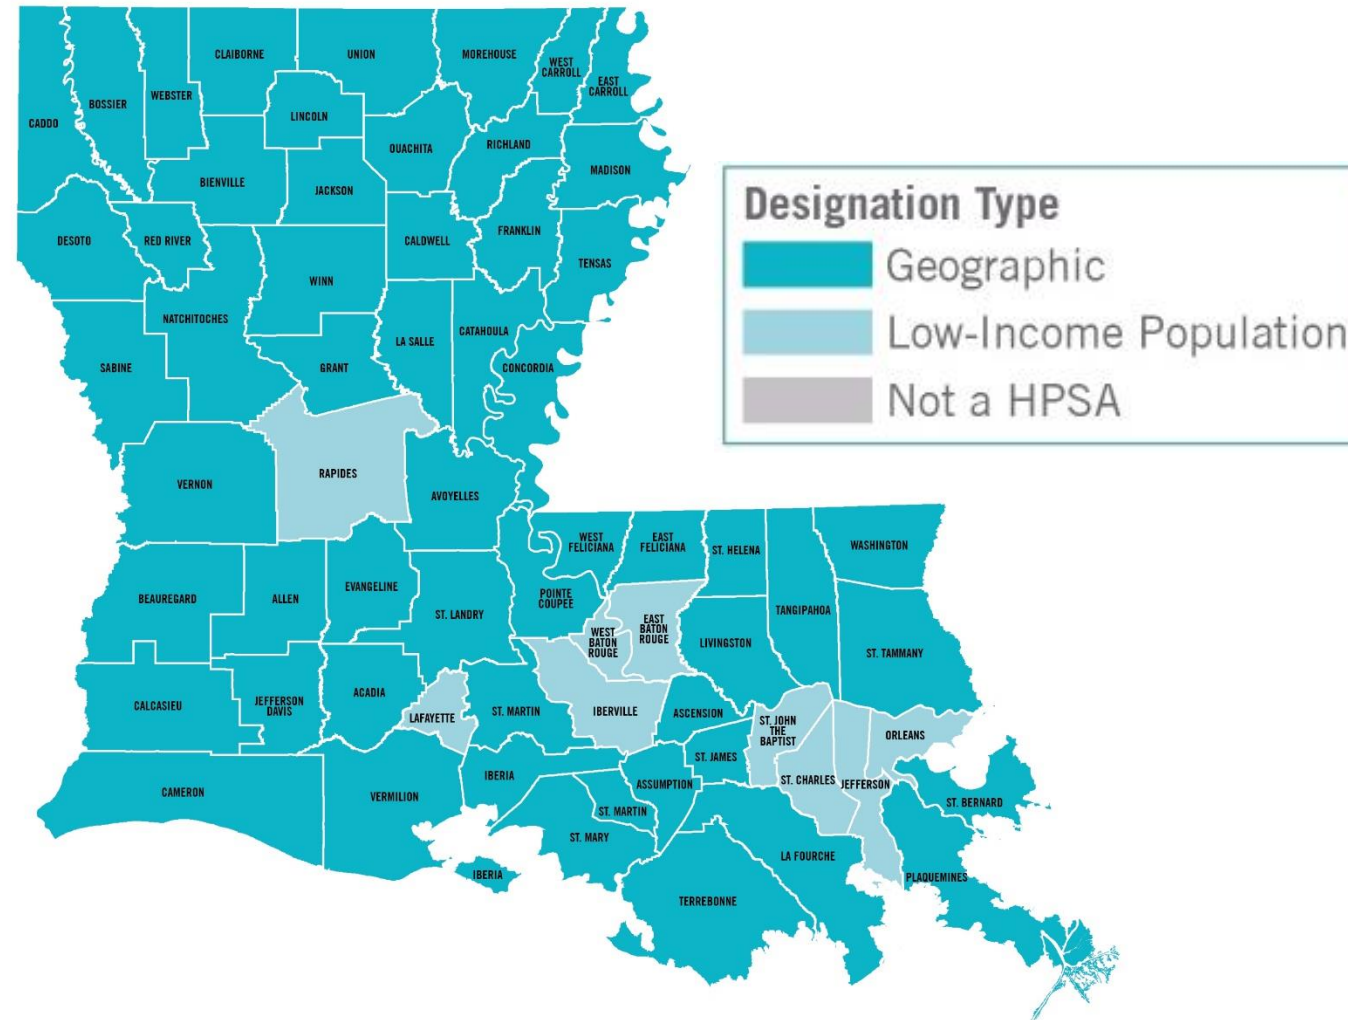 CLAIBORNE
UNION
MOREHOUSE
WEST
CARROLL
EAST
CARROLL
CADDO
BOSSIER
WEBSTER
LINCOLN
OUACHITA
RICHLAND
MADISON
BIENVILLE
JACKSON
DESOTO
RED RIVER
CALDWELL
FRANKLIN
TENSAS
WINN
NATCHITOCHES
LA SALLE
CATAHOULA
CONCORDIA
SABINE
GRANT
RAPIDES
VERNON
AVOYELLES
Designation Type
Geographic
Low-Income Population
Not a HPSA
WEST
FELICIANA
EAST
FELICIANA
ST. HELENA
WASHINGTON
BEAUREGARD
ALLEN
EVANGELINE
ST. LANDRY
POINTE
COUPEE
WEST
BATON
ROUGE
EAST
BATON
ROUGE
LIVINGSTON
TANGIPAHOA
ST. TAMMANY
CALCASIEU
JEFFERSON
DAVIS
ACADIA
LAFAYETTE
ST. MARTIN
IBERVILLE
ASCENSION
ST. JOHN
THE
BAPTIST
ORLEANS
ST. JAMES
CAMERON
VERMILION
IBERIA
ASSUMPTION
ST. CHARLES
JEFFERSON
ST. BERNARD
ST. MARTIN
ST. MARY
LA FOURCHE
IBERIA
TERREBONNE
PLAQUEMINES